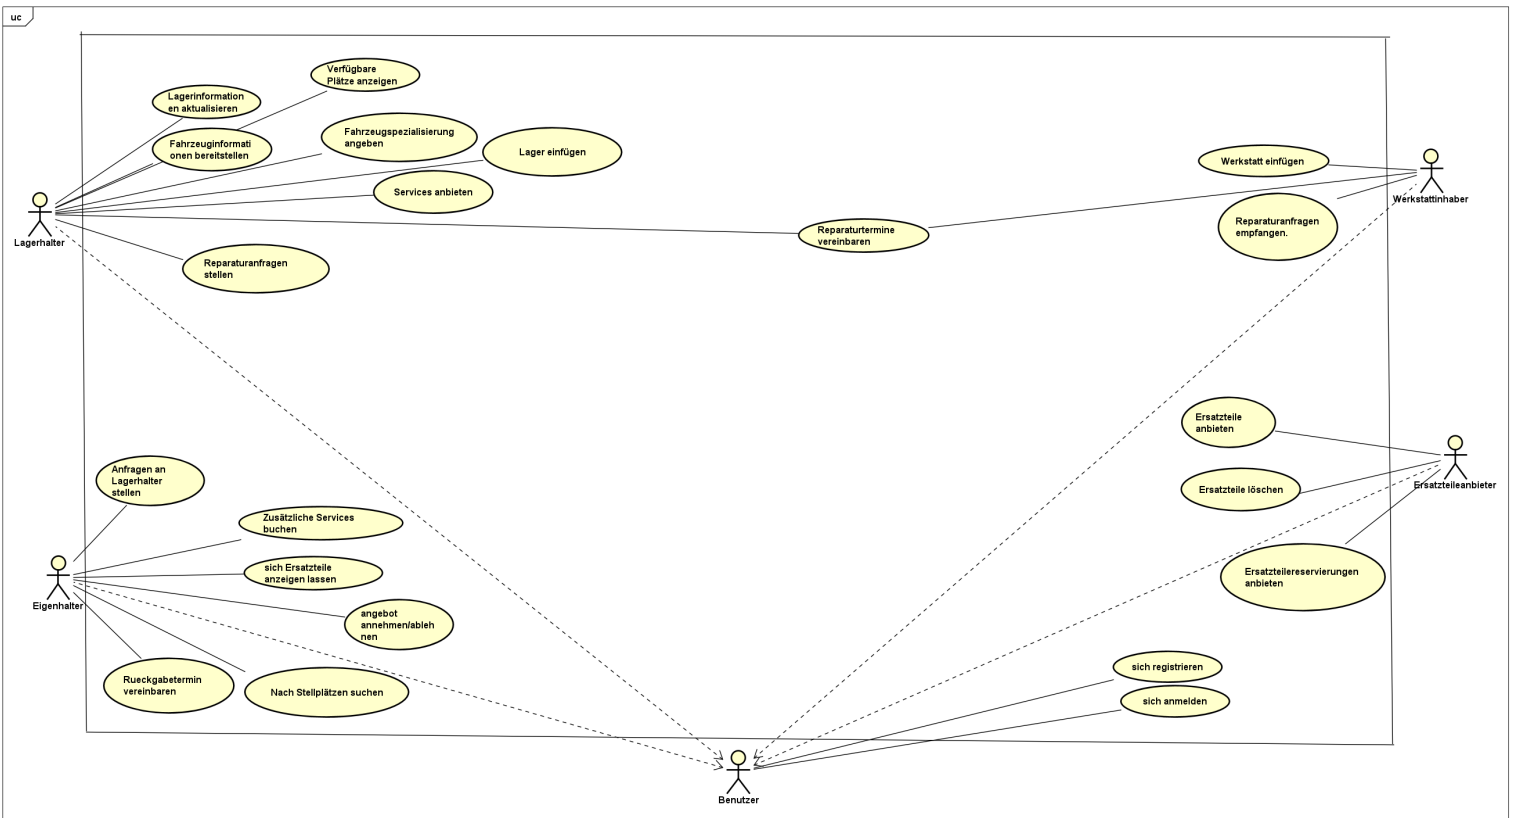 uc
Verfügbare
Plätze anzeigen
Lagerinformation
en aktualisieren
Fahrzeuginformati
onen bereitstellen
Fahrzeugspezialisierung
angeben
Lager einfügen
Services anbieten
Werkstatt einfügen
Werkstattinhaber
Reparaturanfragen
empfangen.
Reparaturtermine
vereinbaren
Lagerhalter
Reparaturanfragen
stellen
Ersatzteile
anbieten
Ersatzteile löschen
Ersatzteileanbieter
Anfragen an
Lagerhalter
stellen
Zusätzliche Services
buchen
sich Ersatzteile
anzeigen lassen
Ersatzteilereservierungen
anbieten
Eigenhalter
angebot
annehmen/ableh
nen
Rueckgabetermin
vereinbaren
Nach Stellplätzen suchen
sich registrieren
sich anmelden
Benutzer